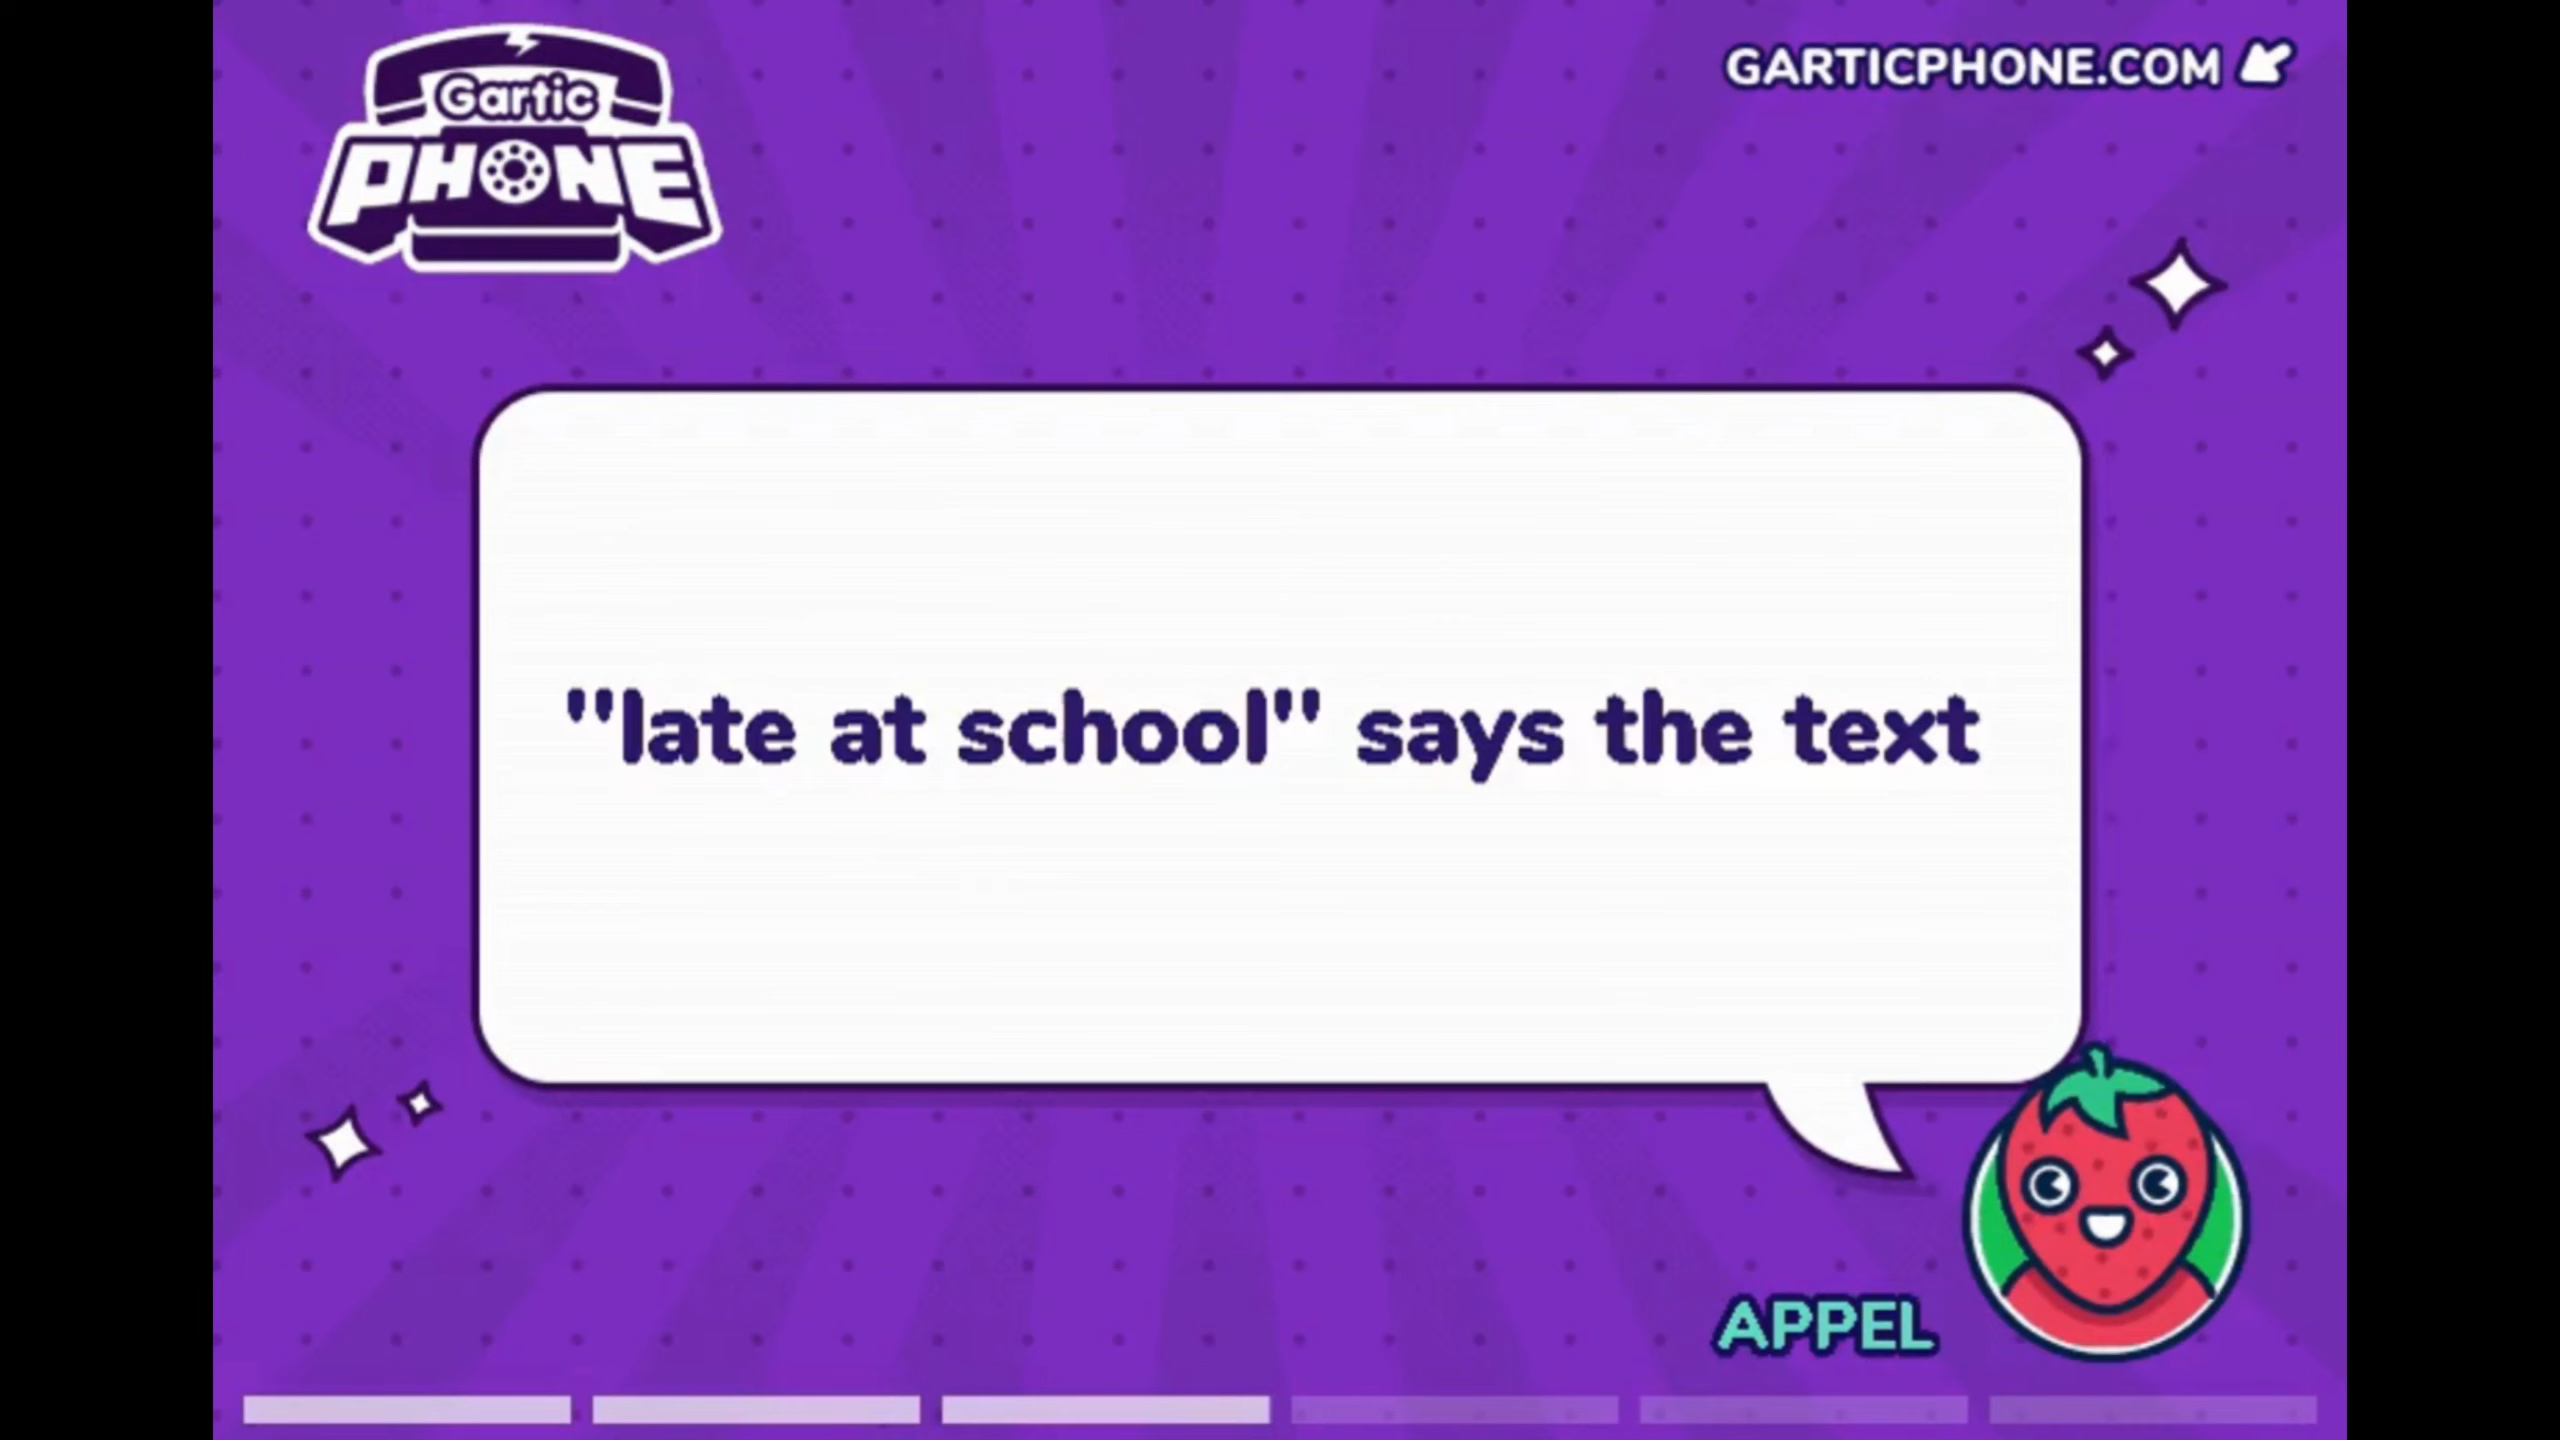 Gartic
PHONE
GARTICPHONE.COM
"late at school" says the text
APPEL